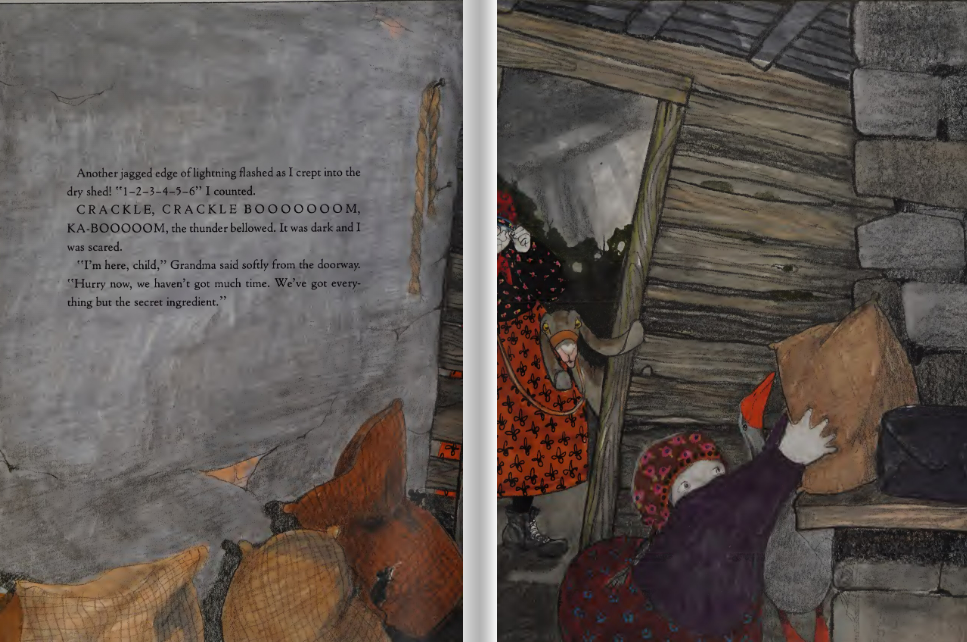 Another jagged edge of lightning flashed as I crept into the
dry shed! "1–2–3–4–5–6" I counted.
CRACKLE, CRACKLE BOOOOOOOM,
KA-BOOOOOM, the thunder bellowed. It was dark and I
was scared.
"I'm here, child," Grandma said softly from the doorway.
"Hurry now, we haven't got much time. We've got every-
thing but the secret ingredient."